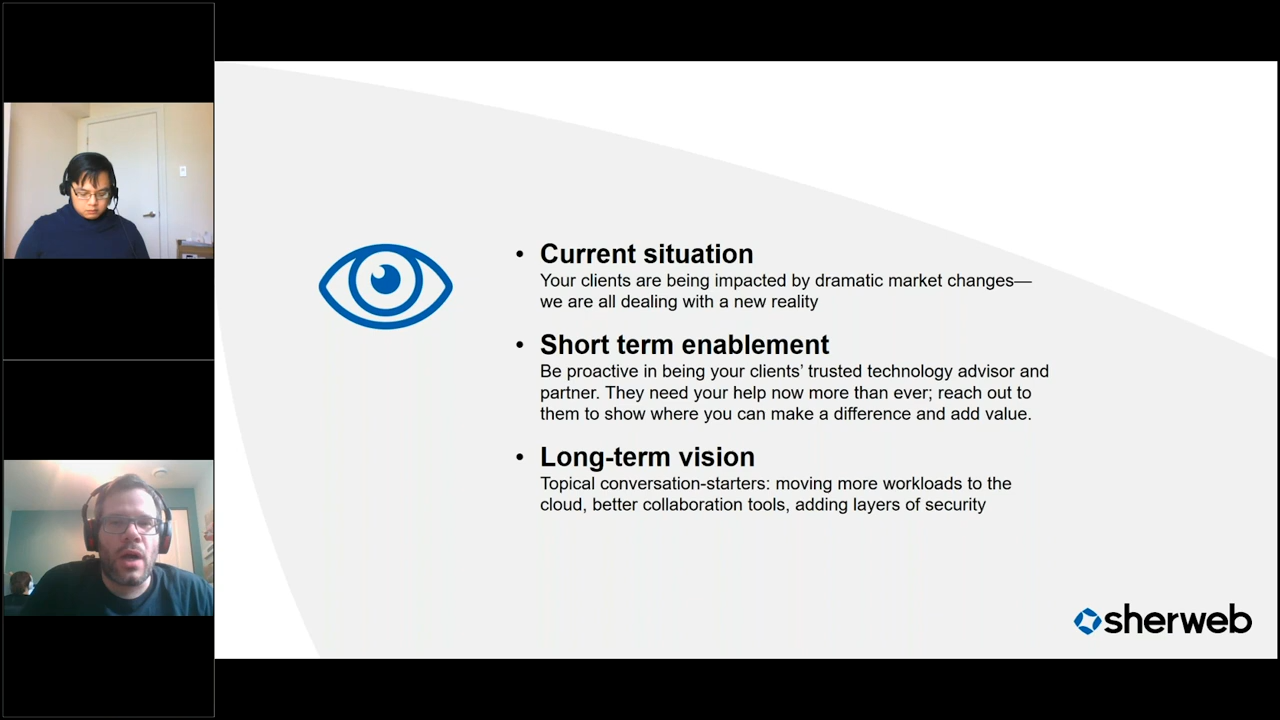 • Current situation
Your clients are being impacted by dramatic market changes—
we are all dealing with a new reality
• Short term enablement
Be proactive in being your clients’ trusted technology advisor and
partner. They need your help now more than ever; reach out to
them to show where you can make a difference and add value.
• Long-term vision
Topical conversation-starters: moving more workloads to the
cloud, better collaboration tools, adding layers of security
sherweb